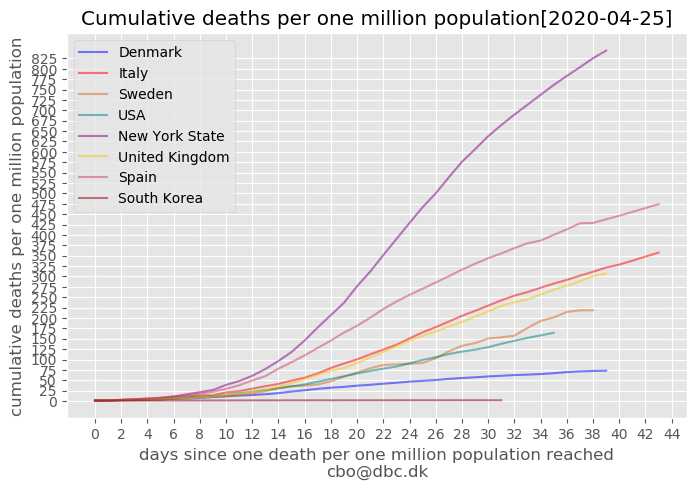 Cumulative deaths per one million population[2020-04-25]
cumulative deaths per one million population
825
800
775
750
725
700
675
650
625
600
575
550
525
500
475
450
425
400
375
350
325
300
275
250
225
200
175
150
125
100
75
50
25
0
Denmark
Italy
Sweden
USA
New York State
United Kingdom
Spain
South Korea
0 2 4 6 8 10 12 14 16 18 20 22 24 26 28 30 32 34 36 38 40 42 44
days since one death per one million population reached
cbo@dbc.dk